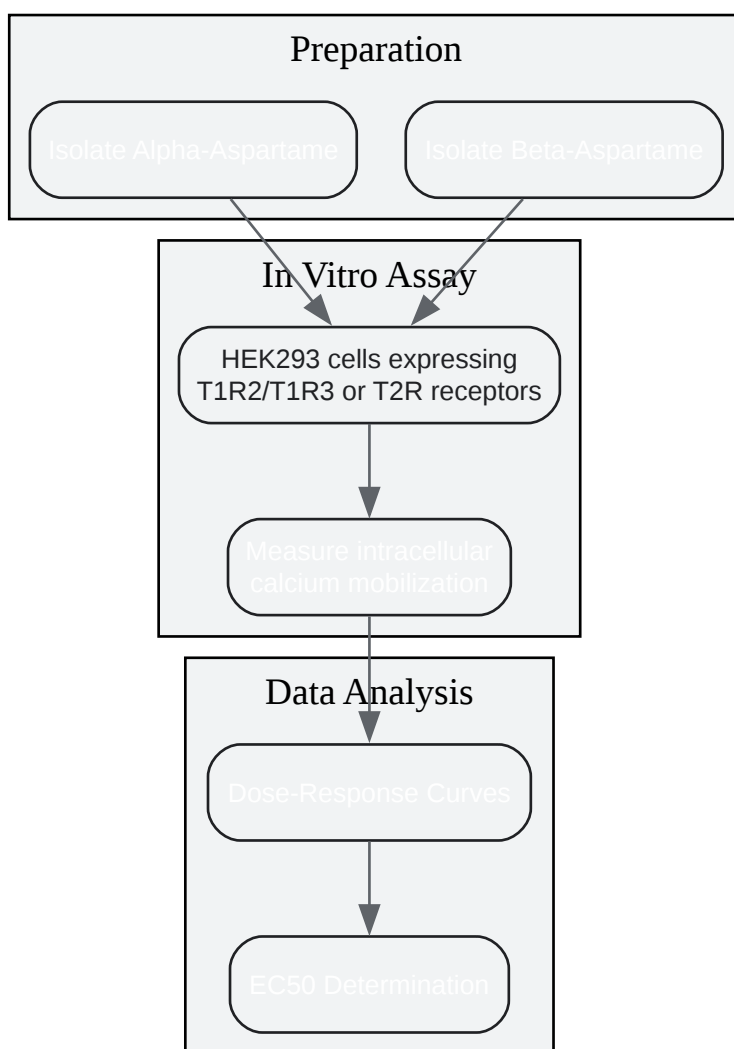 Preparation
Isolate Alpha-Aspartame
Isolate Beta-Aspartame
In Vitro Assay
HEK293 cells expressing
T1R2/T1R3 or T2R receptors
Measure intracellular
calcium mobilization
Data Analysis
Dose-Response Curves
EC50 Determination